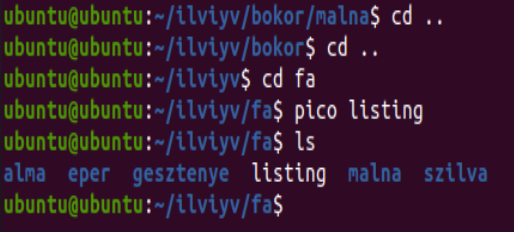 ubuntu@ubuntu:~/ilviyv/bokor/malna$ cd ..
ubuntu@ubuntu:~/ilviyv/bokor$ cd ..
ubuntu@ubuntu:~/ilviyv$ cd fa
ubuntu@ubuntu:~/ilviyv/fa$ pico listing
ubuntu@ubuntu:~/ilviyv/fa$ ls
alma  eper  gesztenye  listing  malna  szilva
ubuntu@ubuntu:~/ilviyv/fa$